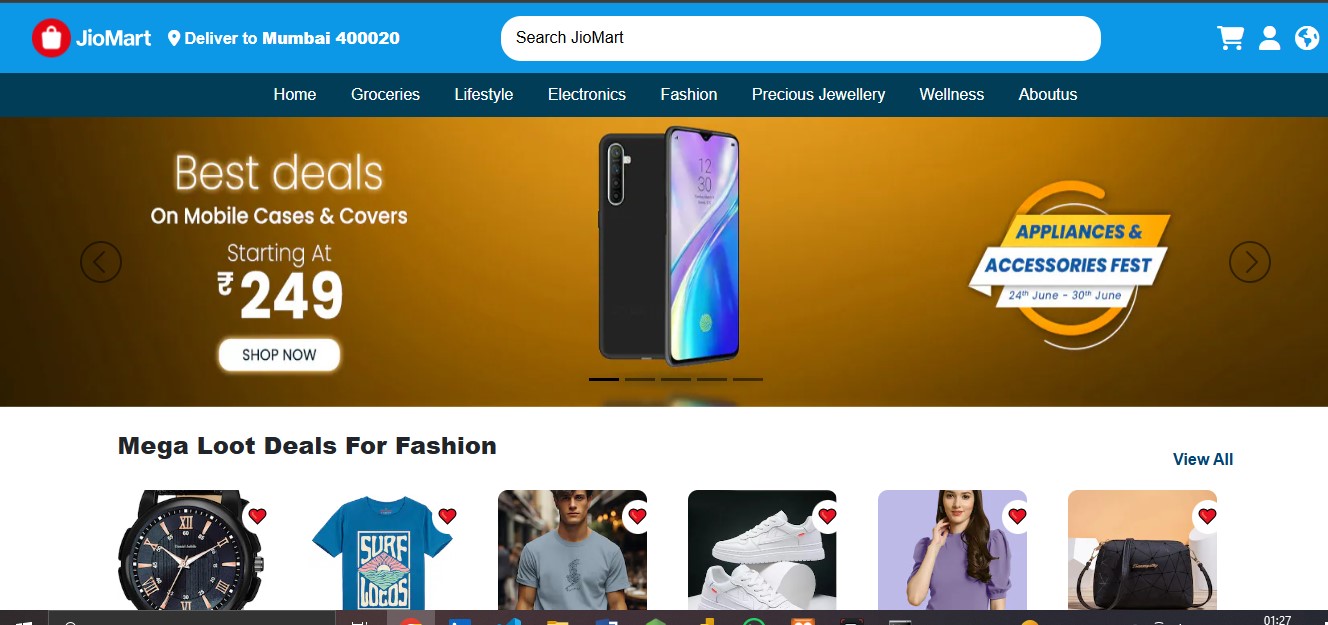 JioMart Deliver to Mumbai 400020 Search JioMart
Home Groceries Lifestyle Electronics Fashion Precious Jewellery Wellness Aboutus
Best deals
On Mobile Cases & Covers
Starting At
₹249
SHOP NOW
12
30
APPLIANCES &
ACCESSORIES FEST
24th June - 30th June
Mega Loot Deals For Fashion
View All
XII
60
SURF
LOCOS
01:27